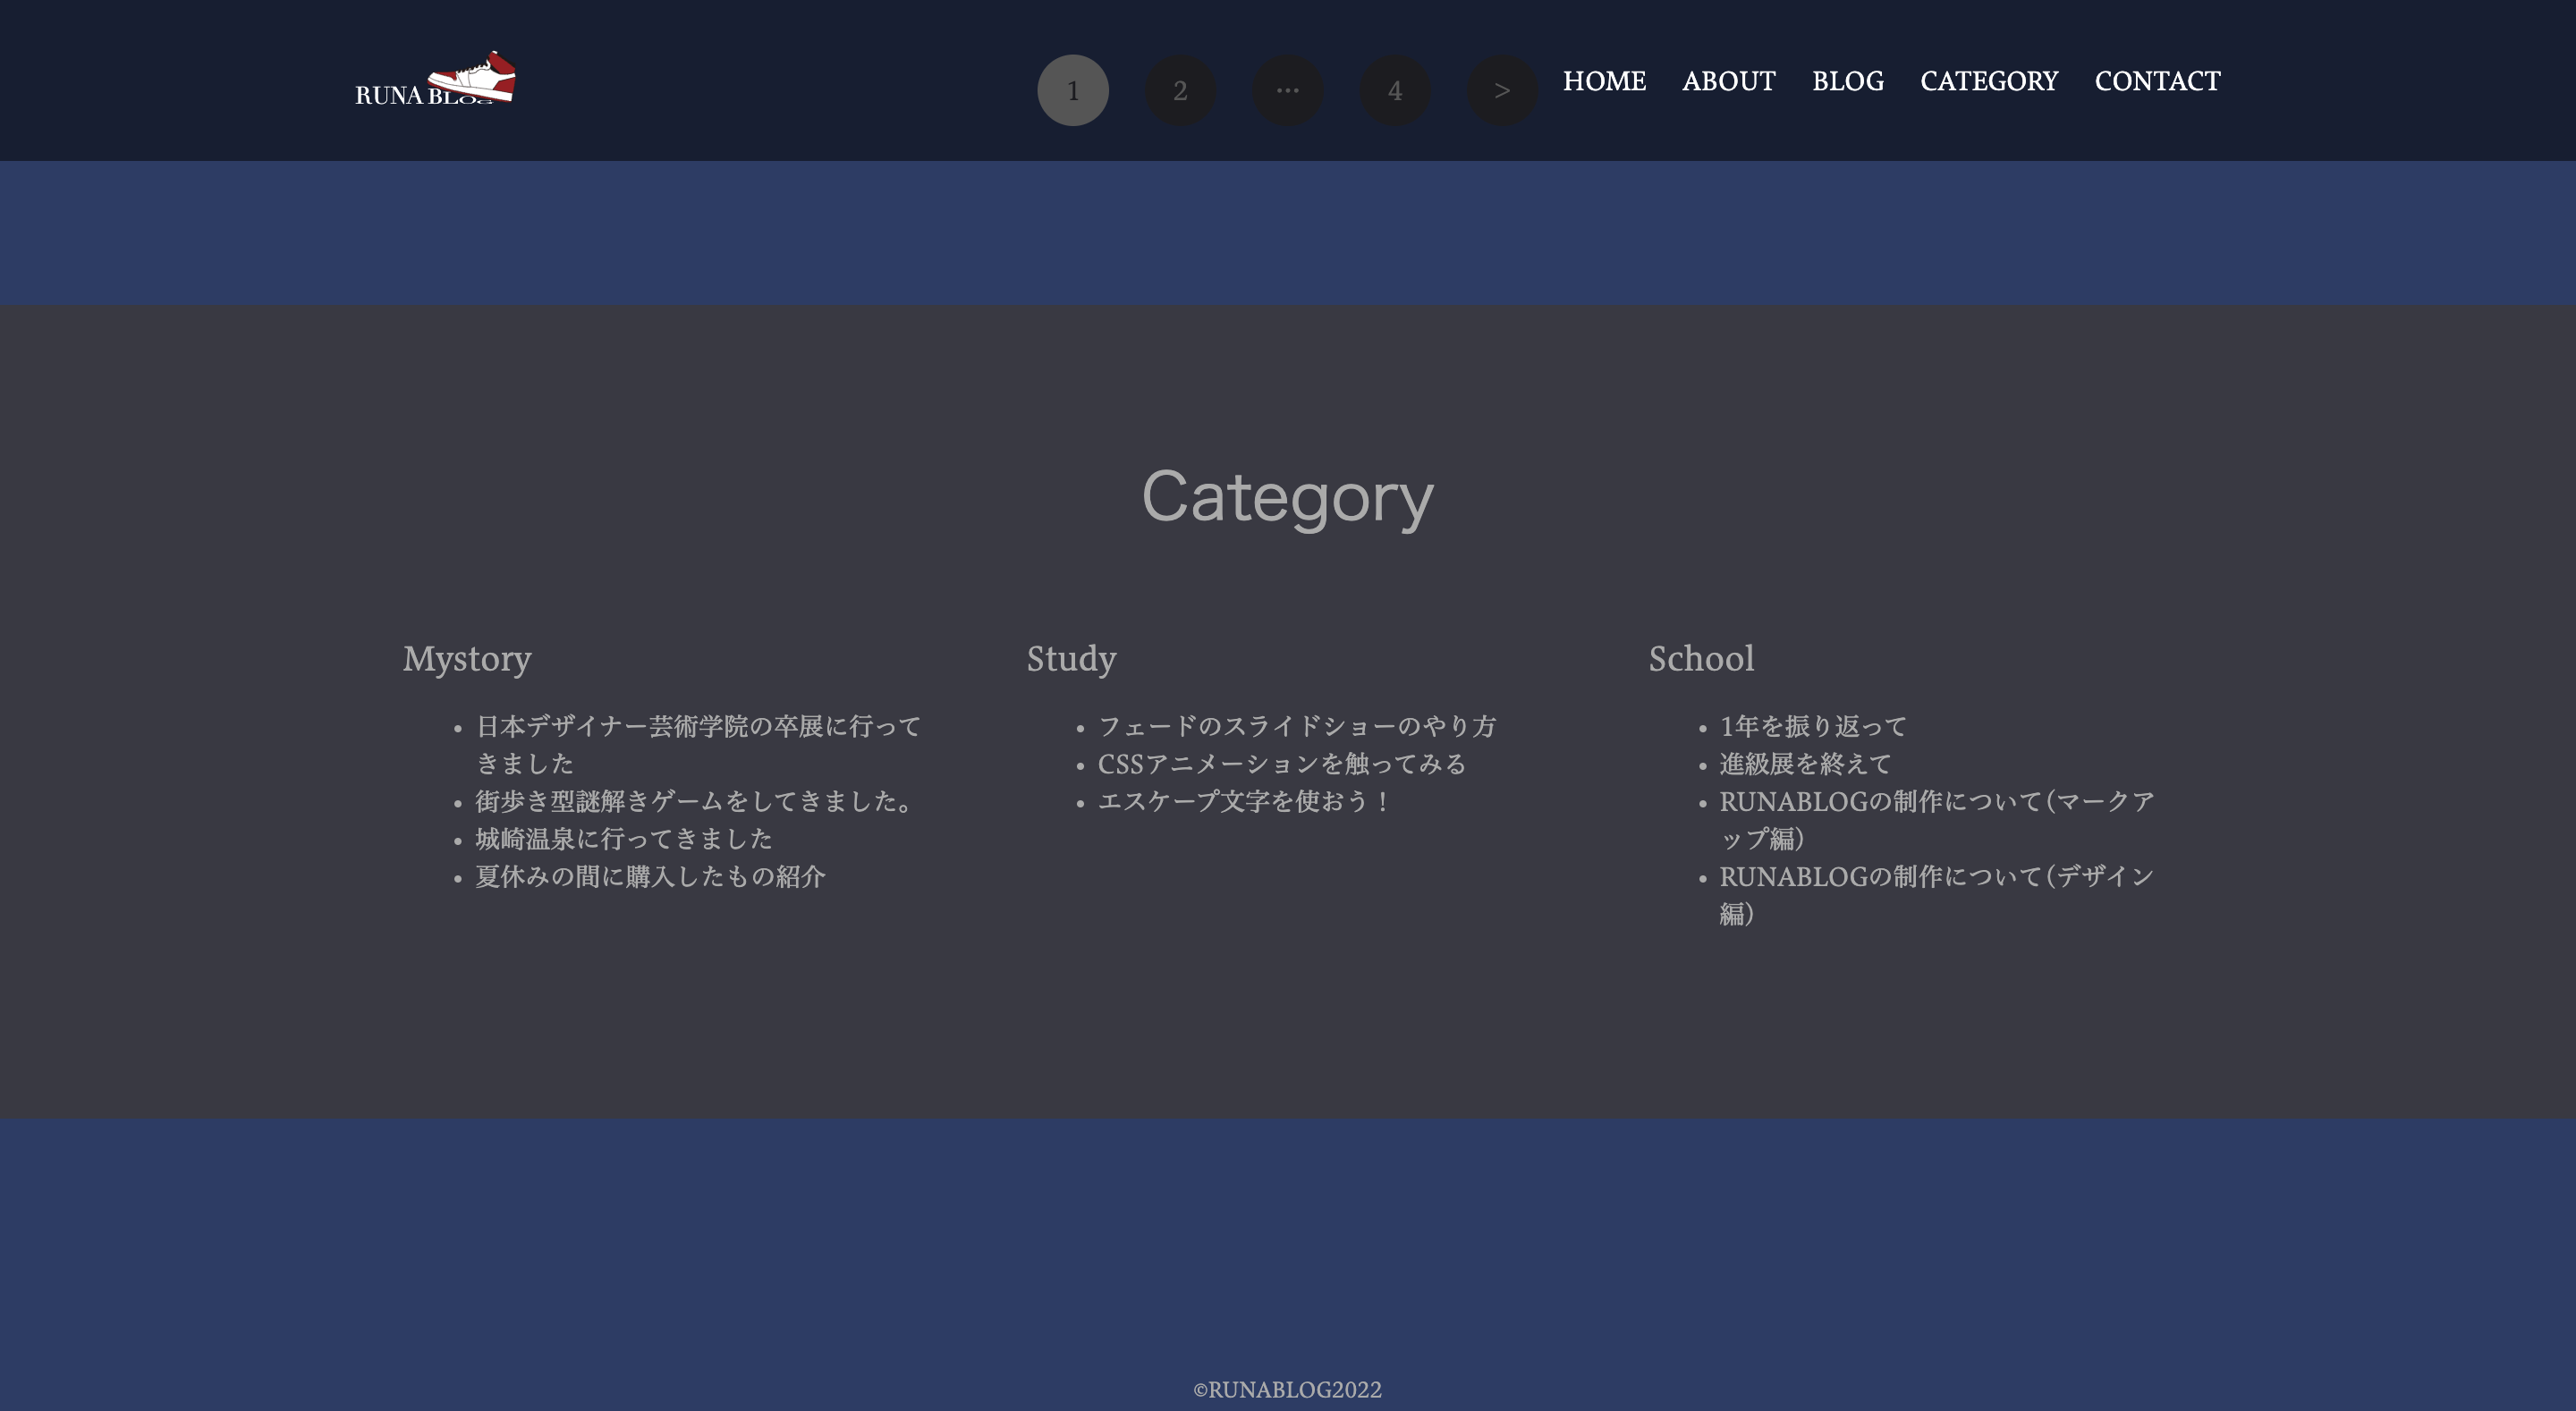 RUNA BLOG
1 2 … 4 > HOME ABOUT BLOG CATEGORY CONTACT
Category
Mystory
• 日本デザイナー芸術学院の卒展に行って
きました
• 街歩き型謎解きゲームをしてきました。
• 城崎温泉に行ってきました
• 夏休みの間に購入したもの紹介
Study
• フェードのスライドショーのやり方
• CSSアニメーションを触ってみる
• エスケープ文字を使おう！
School
• 1年を振り返って
• 進級展を終えて
• RUNABLOGの制作について(マークア
ップ編)
• RUNABLOGの制作について(デザイン
編)
©RUNABLOG2022